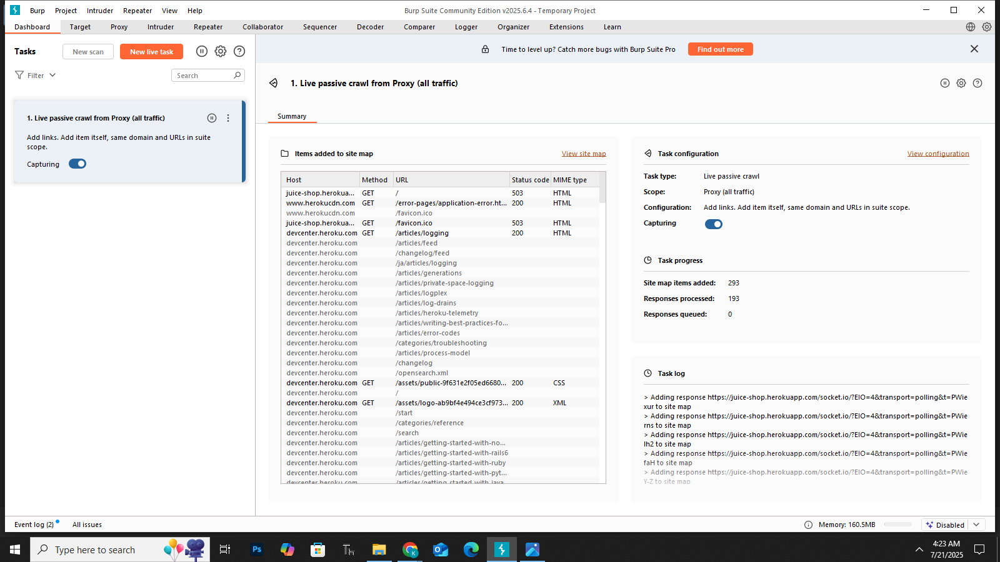 Burp Project Intruder Repeater View Help
Burp Suite Community Edition v2025.6.4 - Temporary Project
Dashboard Target Proxy Intruder Repeater Collaborator Sequencer Decoder Comparer Logger Organizer Extensions Learn
Tasks New scan New live task
Filter Search
1. Live passive crawl from Proxy (all traffic)
Add links. Add item itself, same domain and URLs in suite
scope.
Capturing
Time to level up? Catch more bugs with Burp Suite Pro Find out more
1. Live passive crawl from Proxy (all traffic)
Summary
Items added to site map View site map
Host Method URL Status code MIME type
juice-shop.herokua... GET / 503 HTML
www.herokucdn.com GET /error-pages/application-error.ht... 200 HTML
www.herokucdn.com /favicon.ico
juice-shop.herokua... GET /favicon.ico 503 HTML
devcenter.heroku.com GET /articles/logging 200 HTML
devcenter.heroku.com /articles/feed
devcenter.heroku.com /changelog/feed
devcenter.heroku.com /ja/articles/logging
devcenter.heroku.com /articles/generations
devcenter.heroku.com /articles/private-space-logging
devcenter.heroku.com /articles/logplex
devcenter.heroku.com /articles/log-drains
devcenter.heroku.com /articles/heroku-telemetry
devcenter.heroku.com /articles/writing-best-practices-fo...
devcenter.heroku.com /articles/error-codes
devcenter.heroku.com /categories/troubleshooting
devcenter.heroku.com /articles/process-model
devcenter.heroku.com /changelog
devcenter.heroku.com /opensearch.xml
devcenter.heroku.com GET /assets/public-9f631e2f05ed6680... 200 CSS
devcenter.heroku.com /
devcenter.heroku.com GET /assets/logo-ab9bf4e494ce3cf973... 200 XML
devcenter.heroku.com /start
devcenter.heroku.com /categories/reference
devcenter.heroku.com /search
devcenter.heroku.com /articles/getting-started-with-no...
devcenter.heroku.com /articles/getting-started-with-rails6
devcenter.heroku.com /articles/getting-started-with-ruby
devcenter.heroku.com /articles/getting-started-with-pyt...
devcenter.heroku.com /articles/getting-started-with-java
Task configuration View configuration
Task type: Live passive crawl
Scope: Proxy (all traffic)
Configuration: Add links. Add item itself, same domain and URLs in suite scope.
Capturing
Task progress
Site map items added: 293
Responses processed: 193
Responses queued: 0
Task log
> Adding response https://juice-shop.herokuapp.com/socket.io/?EIO=4&transport=polling&t=PWie
xur to site map
> Adding response https://juice-shop.herokuapp.com/socket.io/?EIO=4&transport=polling&t=PWie
rns to site map
> Adding response https://juice-shop.herokuapp.com/socket.io/?EIO=4&transport=polling&t=PWie
lh2 to site map
> Adding response https://juice-shop.herokuapp.com/socket.io/?EIO=4&transport=polling&t=PWie
faH to site map
> Adding response https://juice-shop.herokuapp.com/socket.io/?EIO=4&transport=polling&t=PWie
Y-Z to site map
Event log (2) All issues Memory: 160.5MB Disabled
Type here to search
Ps
4:23 AM
7/21/2025